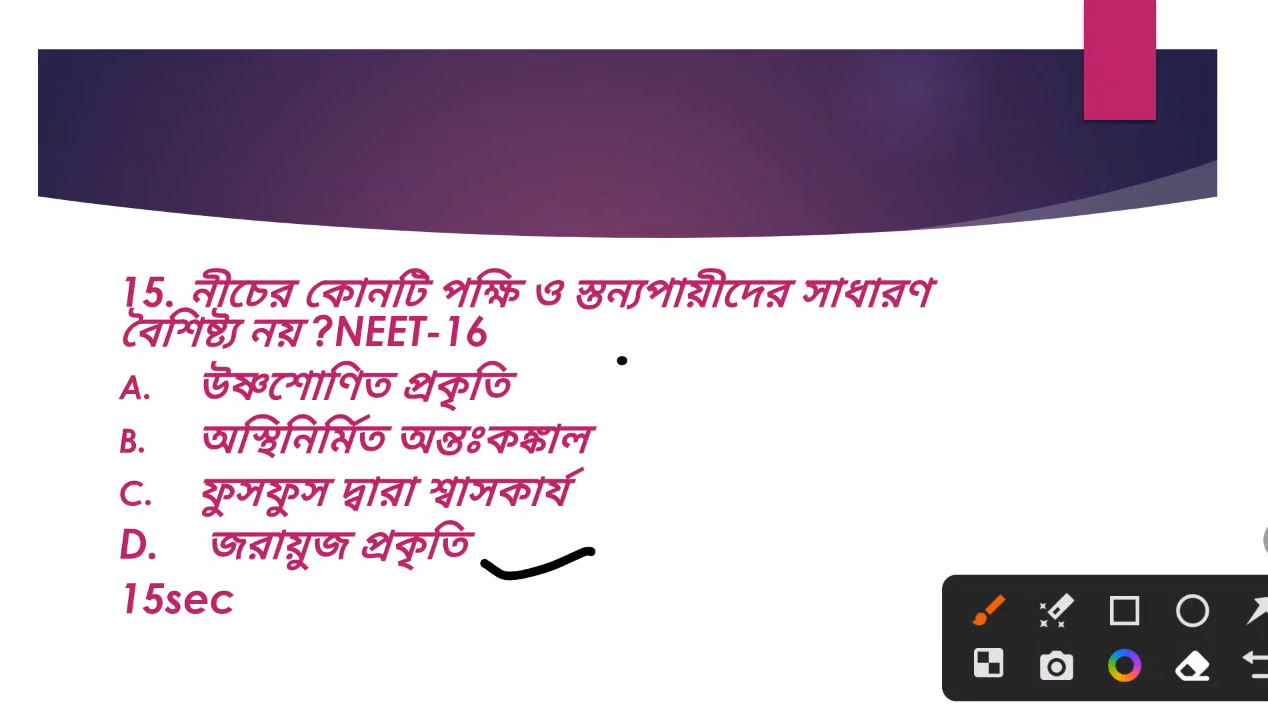 15. নীচের কোনটি পক্ষি ও স্তন্যপায়ীদের সাধারণ
বৈশিষ্ট্য নয় ?NEET-16
A. উষ্ণশোণিত প্রকৃতি
B. অস্থিনির্মিত অন্তঃকঙ্কাল
C. ফুসফুস দ্বারা শ্বাসকার্য
D. জরায়ুজ প্রকৃতি
15sec